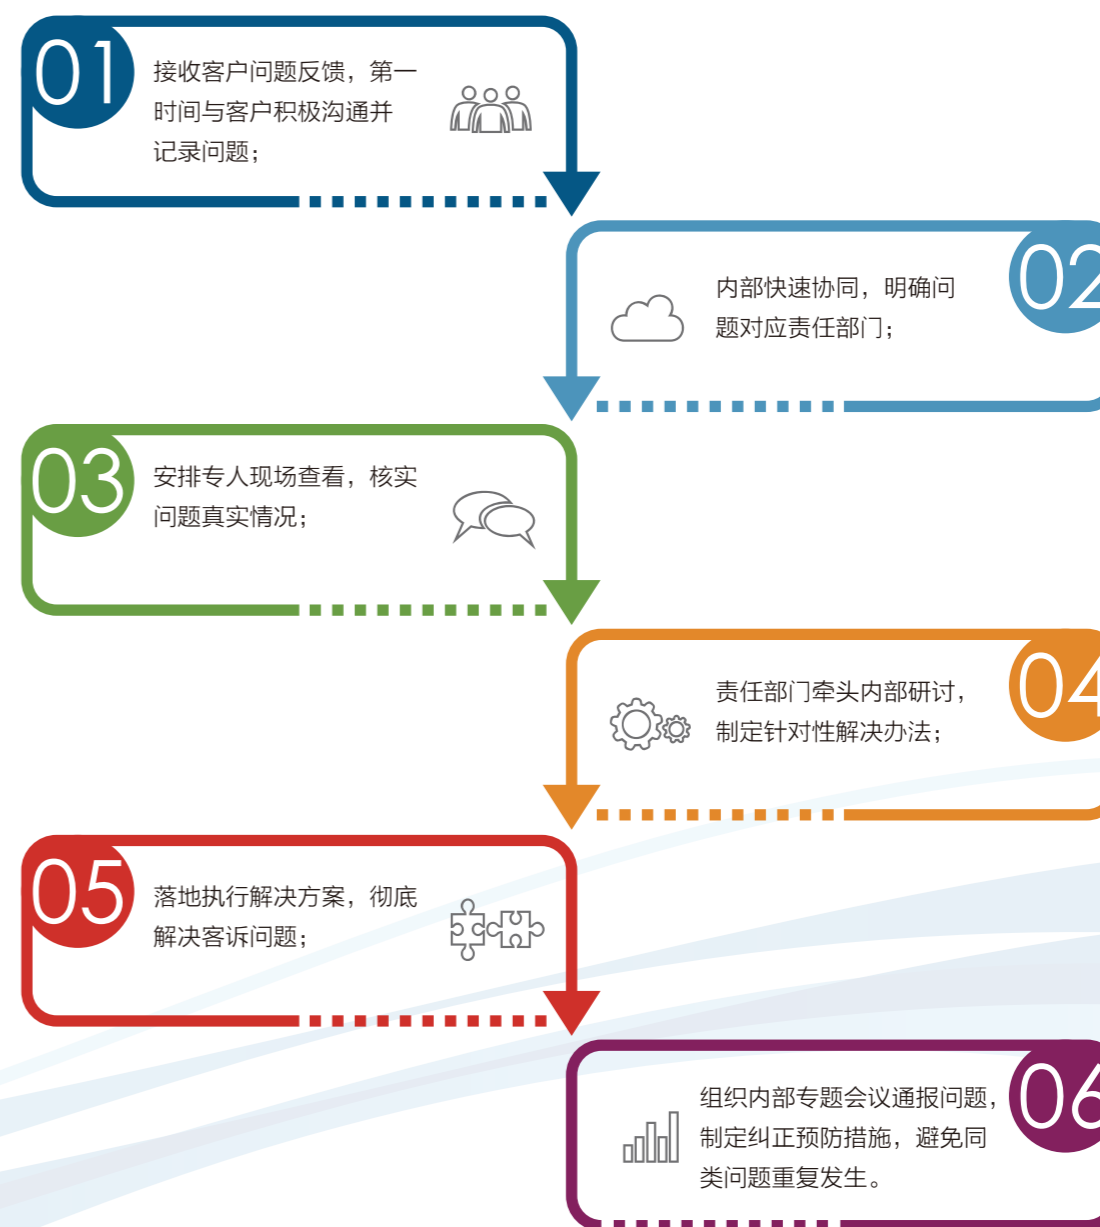 01
接收客户问题反馈，第一
时间与客户积极沟通并
记录问题；
02
内部快速协同，明确问
题对应责任部门；
03
安排专人现场查看，核实
问题真实情况；
04
责任部门牵头内部研讨，
制定针对性解决办法；
05
落地执行解决方案，彻底
解决客诉问题；
06
组织内部专题会议通报问题，
制定纠正预防措施，避免同
类问题重复发生。